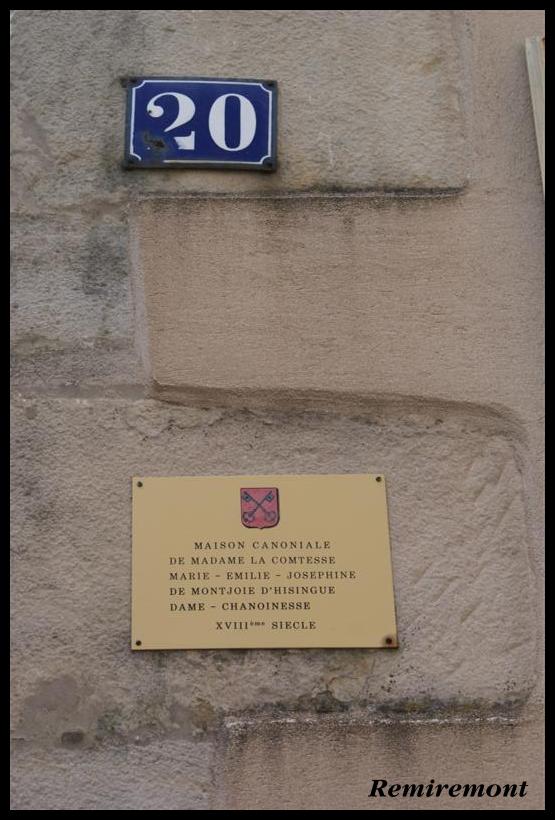 20
MAISON CANONIALE
DE MADAME LA COMTESSE
MARIE - EMILIE - JOSEPHINE
DE MONTJOIE D'HISINGUE
DAME - CHANOINESSE
XVIIIème SIECLE
Remiremont